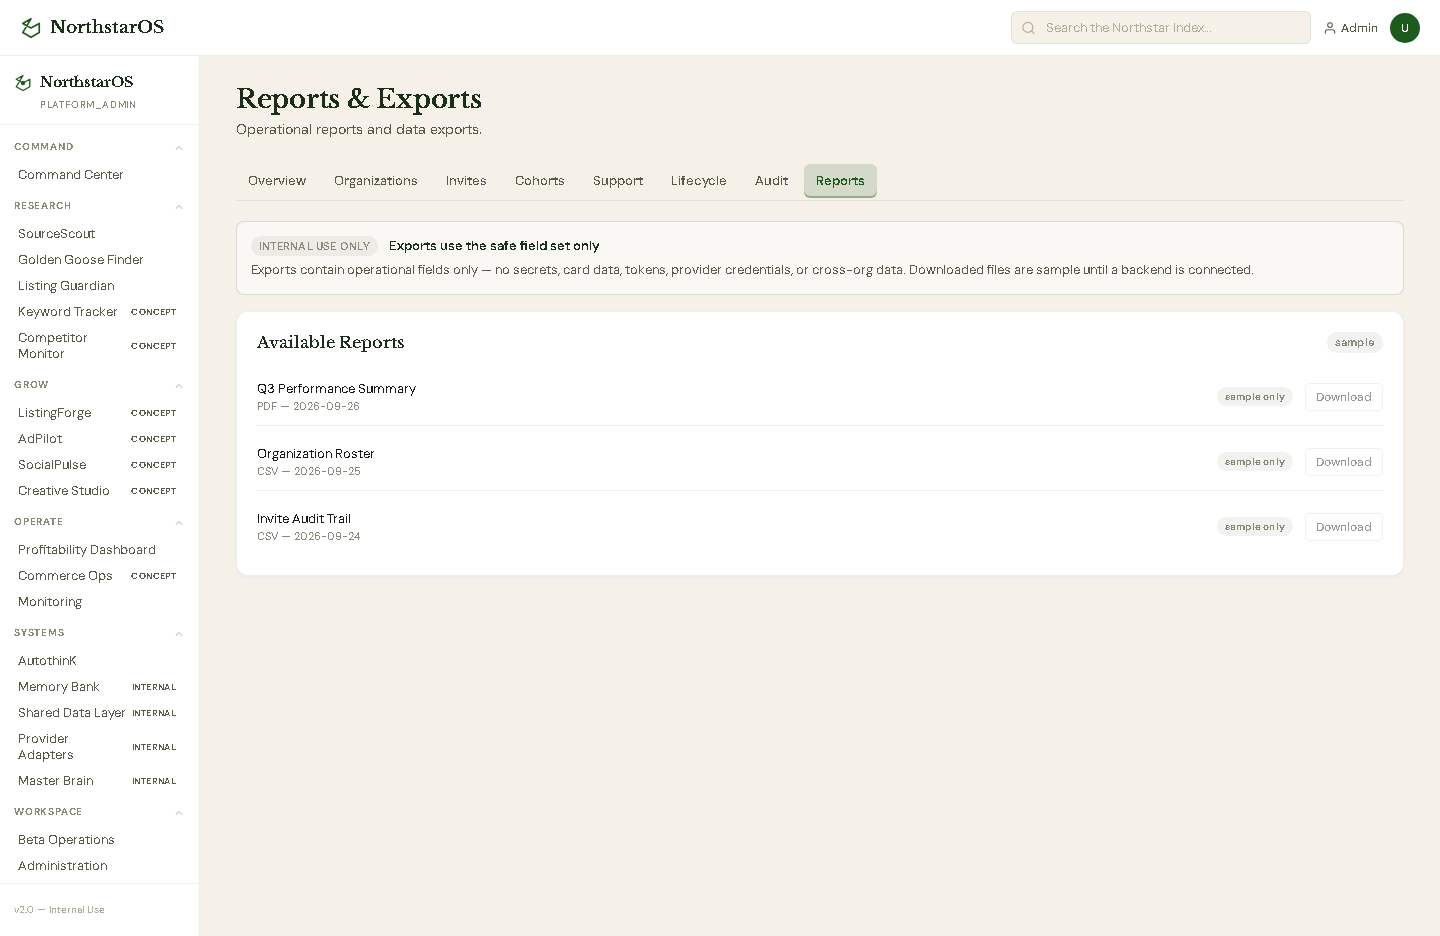 NorthstarOS
Search the Northstar Index...
Admin
U
NorthstarOS
PLATFORM_ADMIN
COMMAND
Command Center
RESEARCH
SourceScout
Golden Goose Finder
Listing Guardian
Keyword Tracker CONCEPT
Competitor
Monitor
CONCEPT
GROW
ListingForge CONCEPT
AdPilot CONCEPT
SocialPulse CONCEPT
Creative Studio CONCEPT
OPERATE
Profitability Dashboard
Commerce Ops CONCEPT
Monitoring
SYSTEMS
AutothinK
Memory Bank INTERNAL
Shared Data Layer INTERNAL
Provider
Adapters
INTERNAL
Master Brain INTERNAL
WORKSPACE
Beta Operations
Administration
v2.0 — Internal Use
Reports & Exports
Operational reports and data exports.
Overview Organizations Invites Cohorts Support Lifecycle Audit Reports
INTERNAL USE ONLY Exports use the safe field set only
Exports contain operational fields only — no secrets, card data, tokens, provider credentials, or cross-org data. Downloaded files are sample until a backend is connected.
Available Reports sample
Q3 Performance Summary
PDF — 2026-09-26
sample only Download
Organization Roster
CSV — 2026-09-25
sample only Download
Invite Audit Trail
CSV — 2026-09-24
sample only Download